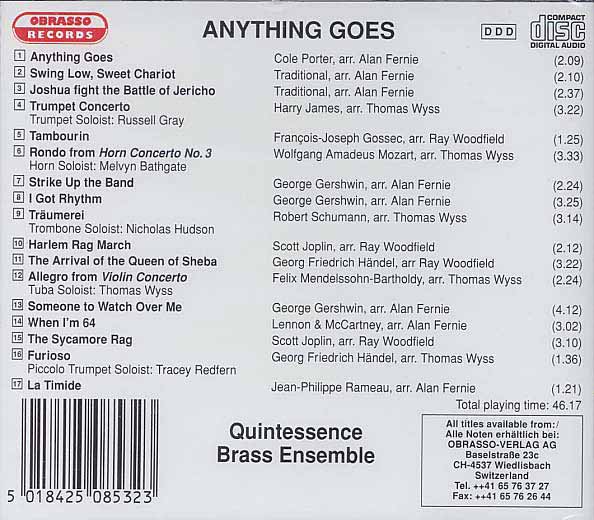 OBRASSO
RECORDS
ANYTHING GOES
DDD
COMPACT
disc
DIGITAL AUDIO
1 Anything Goes Cole Porter, arr. Alan Fernie (2.09)
2 Swing Low, Sweet Chariot Traditional, arr. Alan Fernie (2.10)
3 Joshua fight the Battle of Jericho Traditional, arr. Alan Fernie (2.37)
4 Trumpet Concerto Harry James, arr. Thomas Wyss (3.22)
Trumpet Soloist: Russell Gray
5 Tambourin François-Joseph Gossec, arr. Ray Woodfield (1.25)
6 Rondo from Horn Concerto No. 3 Wolfgang Amadeus Mozart, arr. Thomas Wyss (3.33)
Horn Soloist: Melvyn Bathgate
7 Strike Up the Band George Gershwin, arr. Alan Fernie (2.24)
8 I Got Rhythm George Gershwin, arr. Alan Fernie (3.25)
9 Träumerei Robert Schumann, arr. Thomas Wyss (3.14)
Trombone Soloist: Nicholas Hudson
10 Harlem Rag March Scott Joplin, arr. Ray Woodfield (2.12)
11 The Arrival of the Queen of Sheba Georg Friedrich Händel, arr. Ray Woodfield (3.22)
12 Allegro from Violin Concerto Felix Mendelssohn-Bartholdy, arr. Thomas Wyss (2.24)
Tuba Soloist: Thomas Wyss
13 Someone to Watch Over Me George Gershwin, arr. Alan Fernie (4.12)
14 When I'm 64 Lennon & McCartney, arr. Alan Fernie (3.02)
15 The Sycamore Rag Scott Joplin, arr. Ray Woodfield (3.10)
16 Furioso Georg Friedrich Händel, arr. Thomas Wyss (1.36)
Piccolo Trumpet Soloist: Tracey Redfern
17 La Timide Jean-Philippe Rameau, arr. Alan Fernie (1.21)
Total playing time: 46.17
5 018425 085323
Quintessence
Brass Ensemble
All titles available from:/
Alle Noten erhältlich bei:
OBRASSO-VERLAG AG
Baselstraße 23c
CH-4537 Wiedlisbach
Switzerland
Tel. ++41 65 76 37 27
Fax: ++41 65 76 26 44